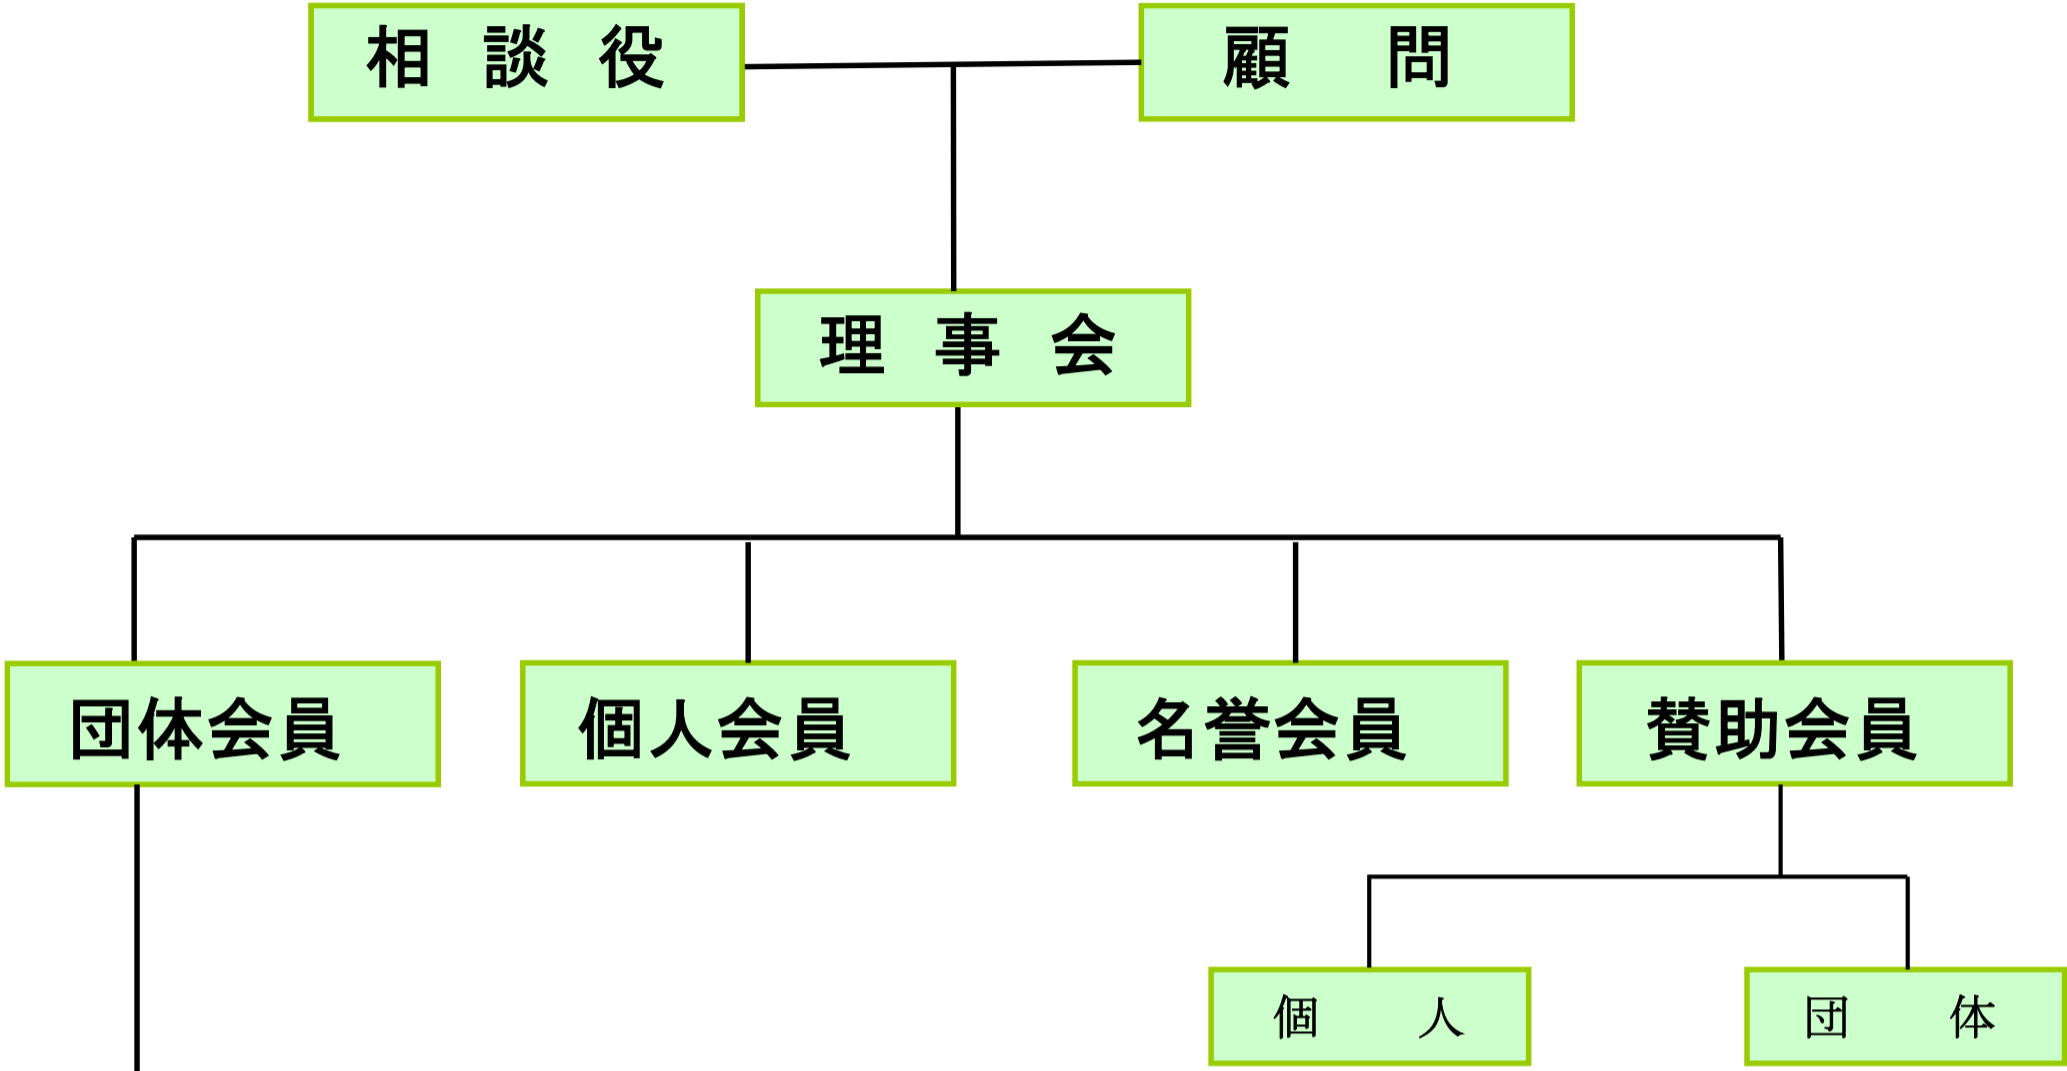 相談役
顧問
理事会
団体会員
個人会員
名誉会員
賛助会員
個人
団体